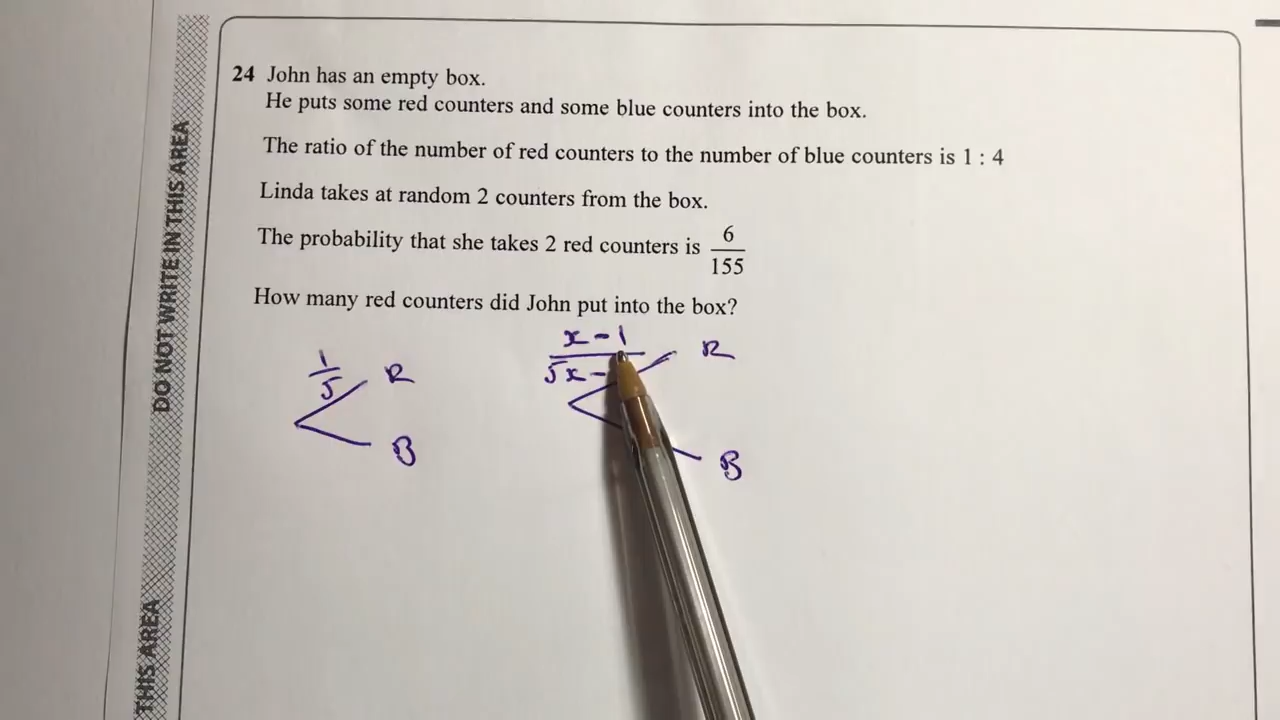 24 John has an empty box.
He puts some red counters and some blue counters into the box.
The ratio of the number of red counters to the number of blue counters is 1 : 4
Linda takes at random 2 counters from the box.
The probability that she takes 2 red counters is 6/155
How many red counters did John put into the box?
1/5 R
B
x-1
5x-
R
B
DO NOT WRITE IN THIS AREA
THIS AREA